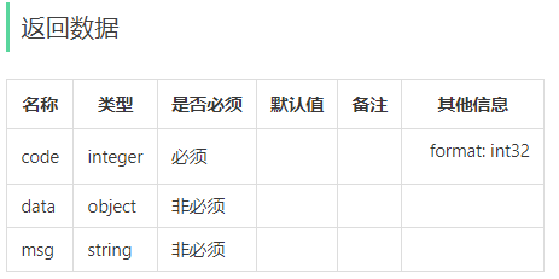 返回数据
名称 类型 是否必须 默认值 备注 其他信息
code integer 必须 format: int32
data object 非必须
msg string 非必须